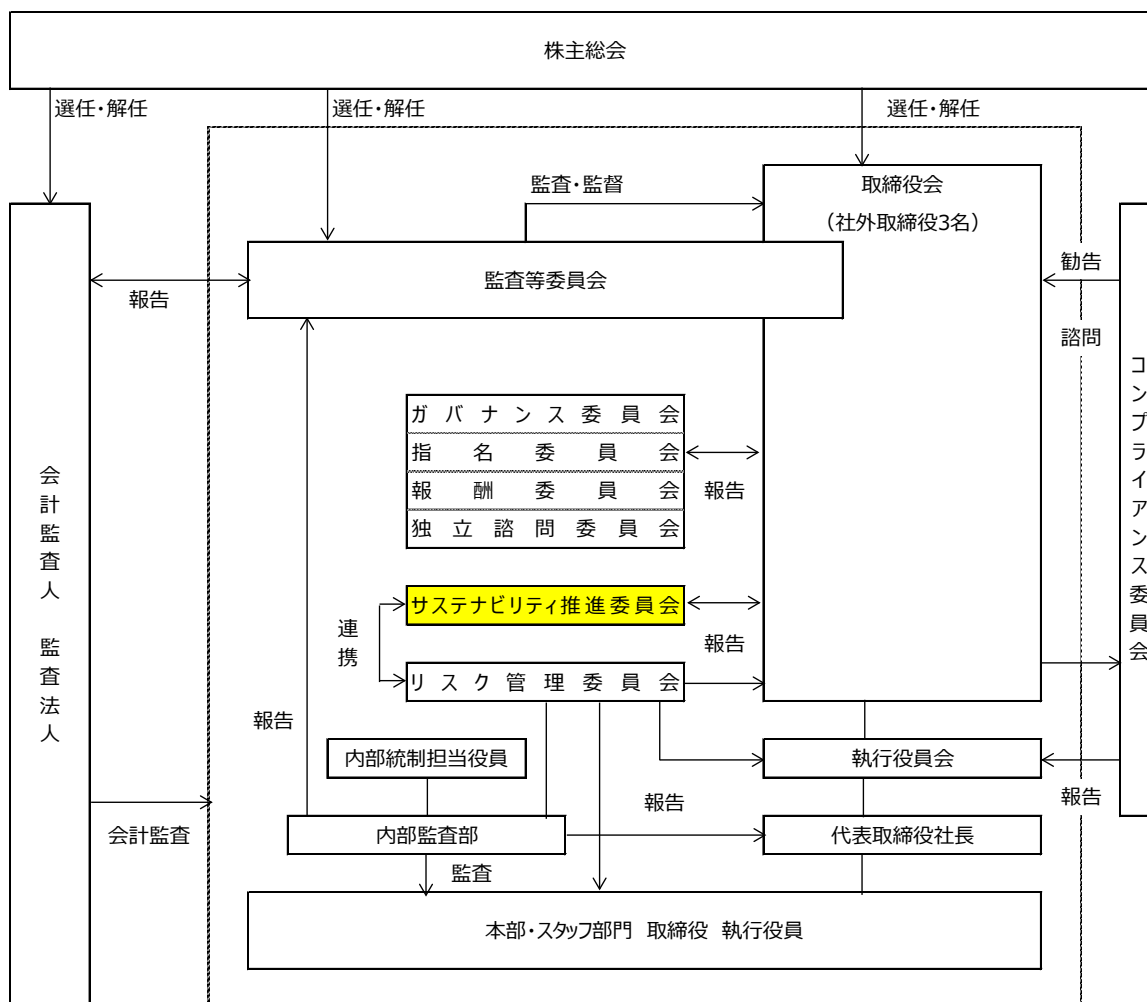 株主総会
選任・解任
選任・解任
選任・解任
監査・監督
取締役会
（社外取締役3名）
監査等委員会
報告
勧告
諮問
コンプライアンス委員会
ガバナンス委員会
指名委員会
報酬委員会
独立諮問委員会
報告
会計監査人　監査法人
サステナビリティ推進委員会
連携
報告
リスク管理委員会
報告
内部統制担当役員
執行役員会
報告
報告
会計監査
内部監査部
代表取締役社長
監査
本部・スタッフ部門　取締役　執行役員